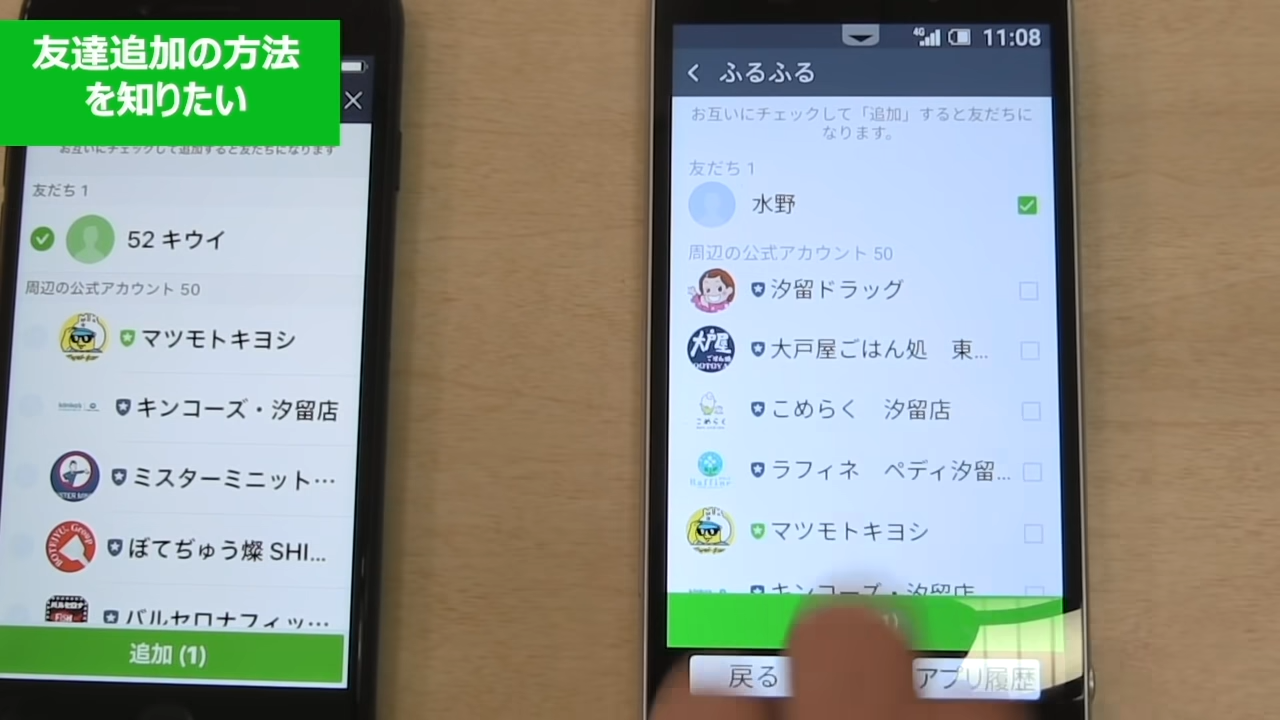 友達追加の方法
を知りたい
お互いにチェックして追加すると友だちになります
友だち 1
52 キウイ
周辺の公式アカウント 50
マツモトキヨシ
キンコーズ・汐留店
ミスターミニット…
ぼてぢゅう燦 SHI...
バルセロナフィッ…
追加 (1)
4G 11:08
ふるふる
お互いにチェックして「追加」すると友だちに
なります。
友だち 1
水野
周辺の公式アカウント 50
汐留ドラッグ
大戸屋ごはん処 東...
こめらく 汐留店
ラフィネ ペディ汐留...
マツモトキヨシ
キンコーズ・汐留店
戻る
アプリ履歴